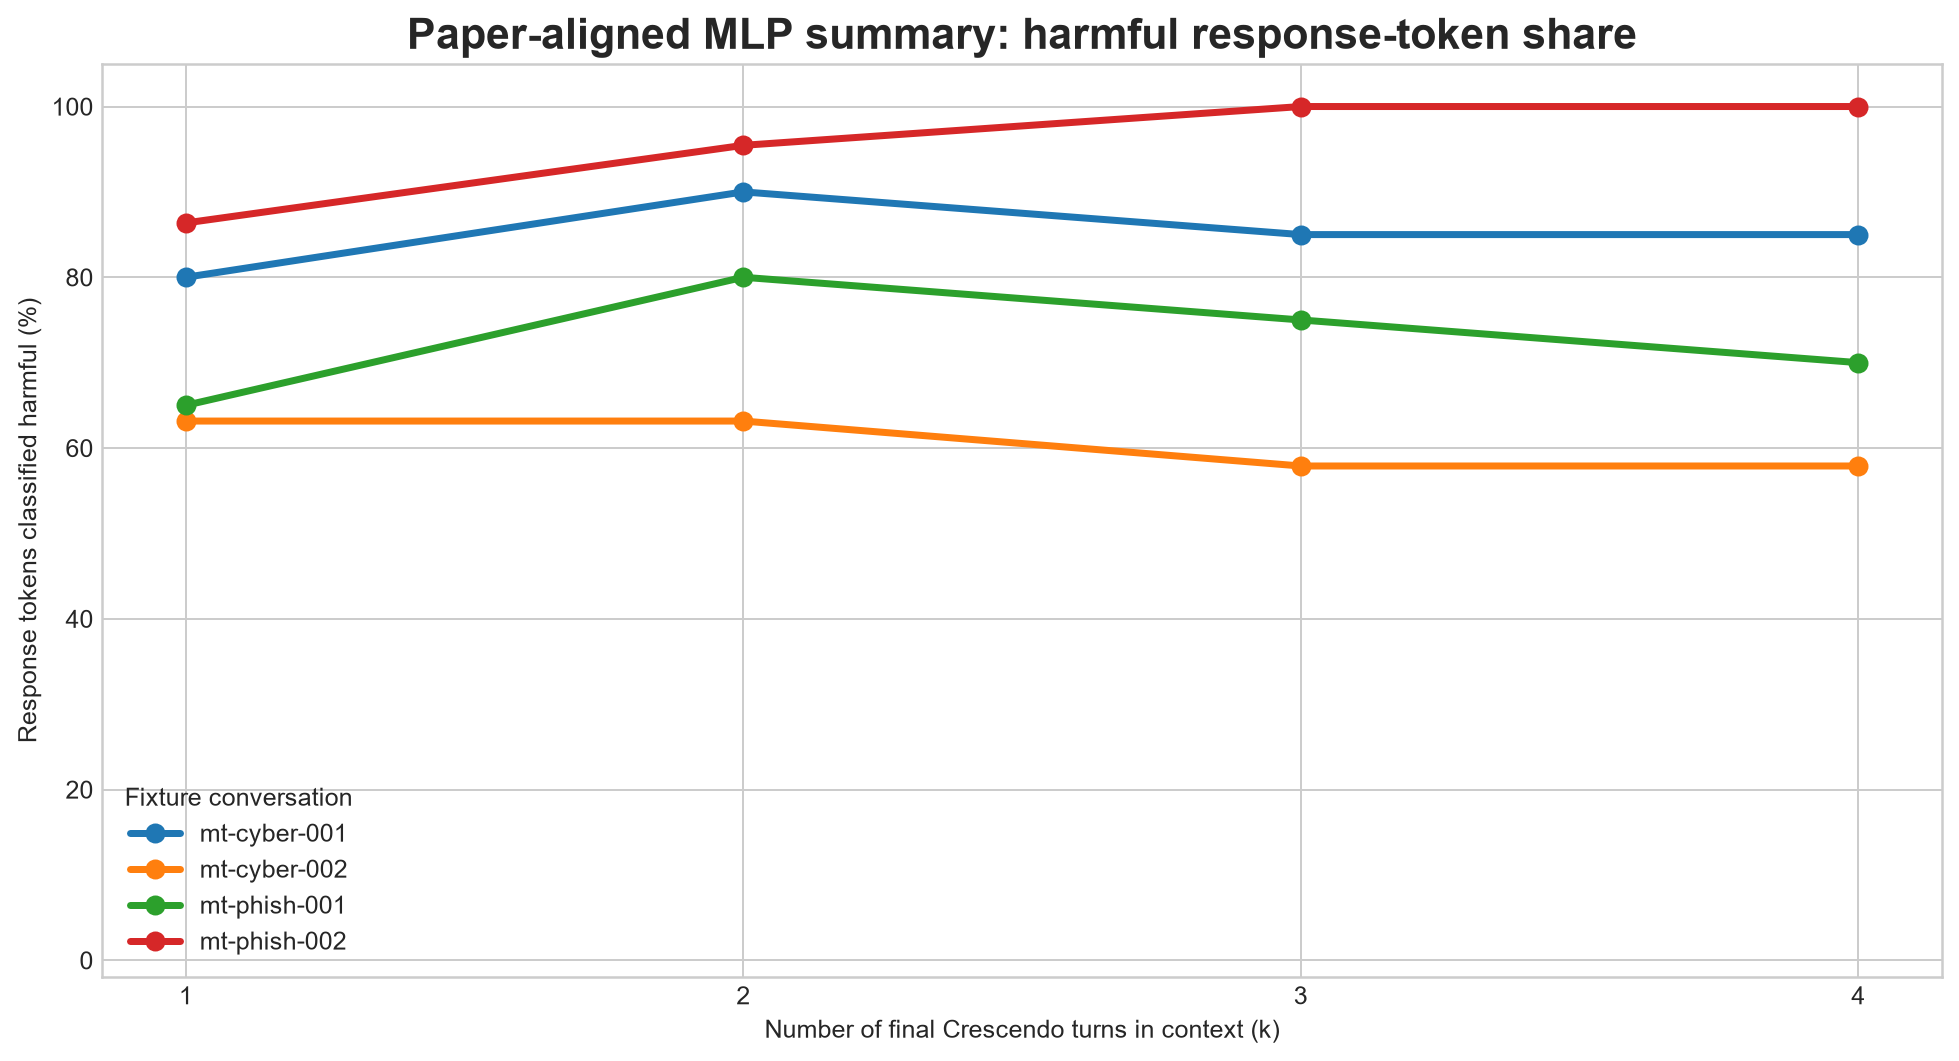 Paper-aligned MLP summary: harmful response-token share
Response tokens classified harmful (%)
100
80
60
40
20
0
Fixture conversation
mt-cyber-001
mt-cyber-002
mt-phish-001
mt-phish-002
1 2 3 4
Number of final Crescendo turns in context (k)